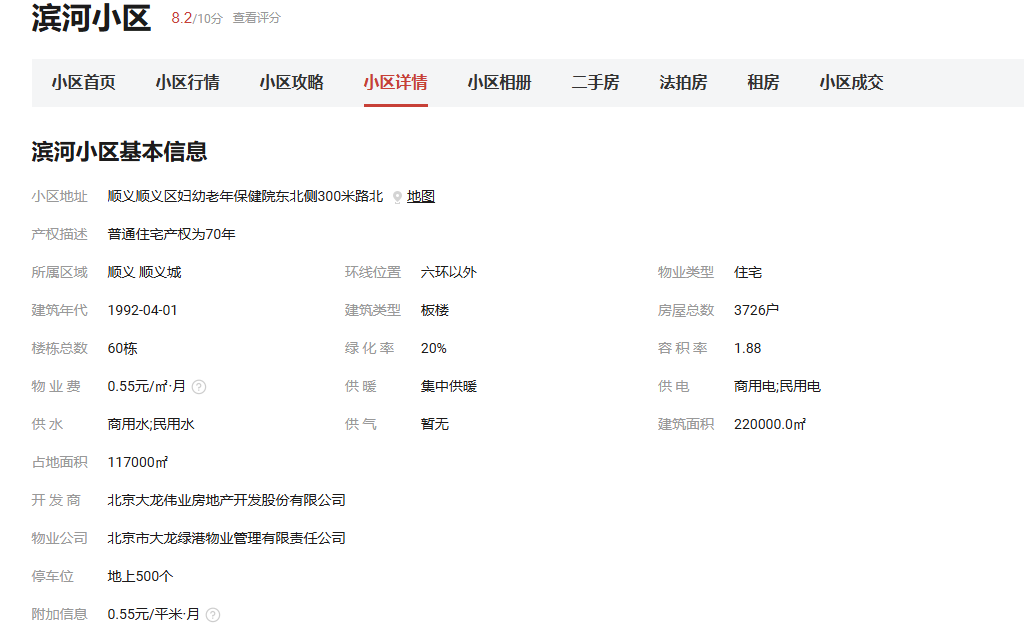 滨河小区 8.2/10分 查看评分
小区首页 小区行情 小区攻略 小区详情 小区相册 二手房 法拍房 租房 小区成交
滨河小区基本信息
小区地址 顺义顺义区妇幼老年保健院东北侧300米路北 地图
产权描述 普通住宅产权为70年
所属区域 顺义 顺义城 环线位置 六环以外 物业类型 住宅
建筑年代 1992-04-01 建筑类型 板楼 房屋总数 3726户
楼栋总数 60栋 绿 化 率 20% 容 积 率 1.88
物 业 费 0.55元/㎡·月 ? 供 暖 集中供暖 供 电 商用电;民用电
供 水 商用水;民用水 供 气 暂无 建筑面积 220000.0㎡
占地面积 117000㎡
开 发 商 北京大龙伟业房地产开发股份有限公司
物业公司 北京市大龙绿港物业管理有限责任公司
停车位 地上500个
附加信息 0.55元/平米·月 ?